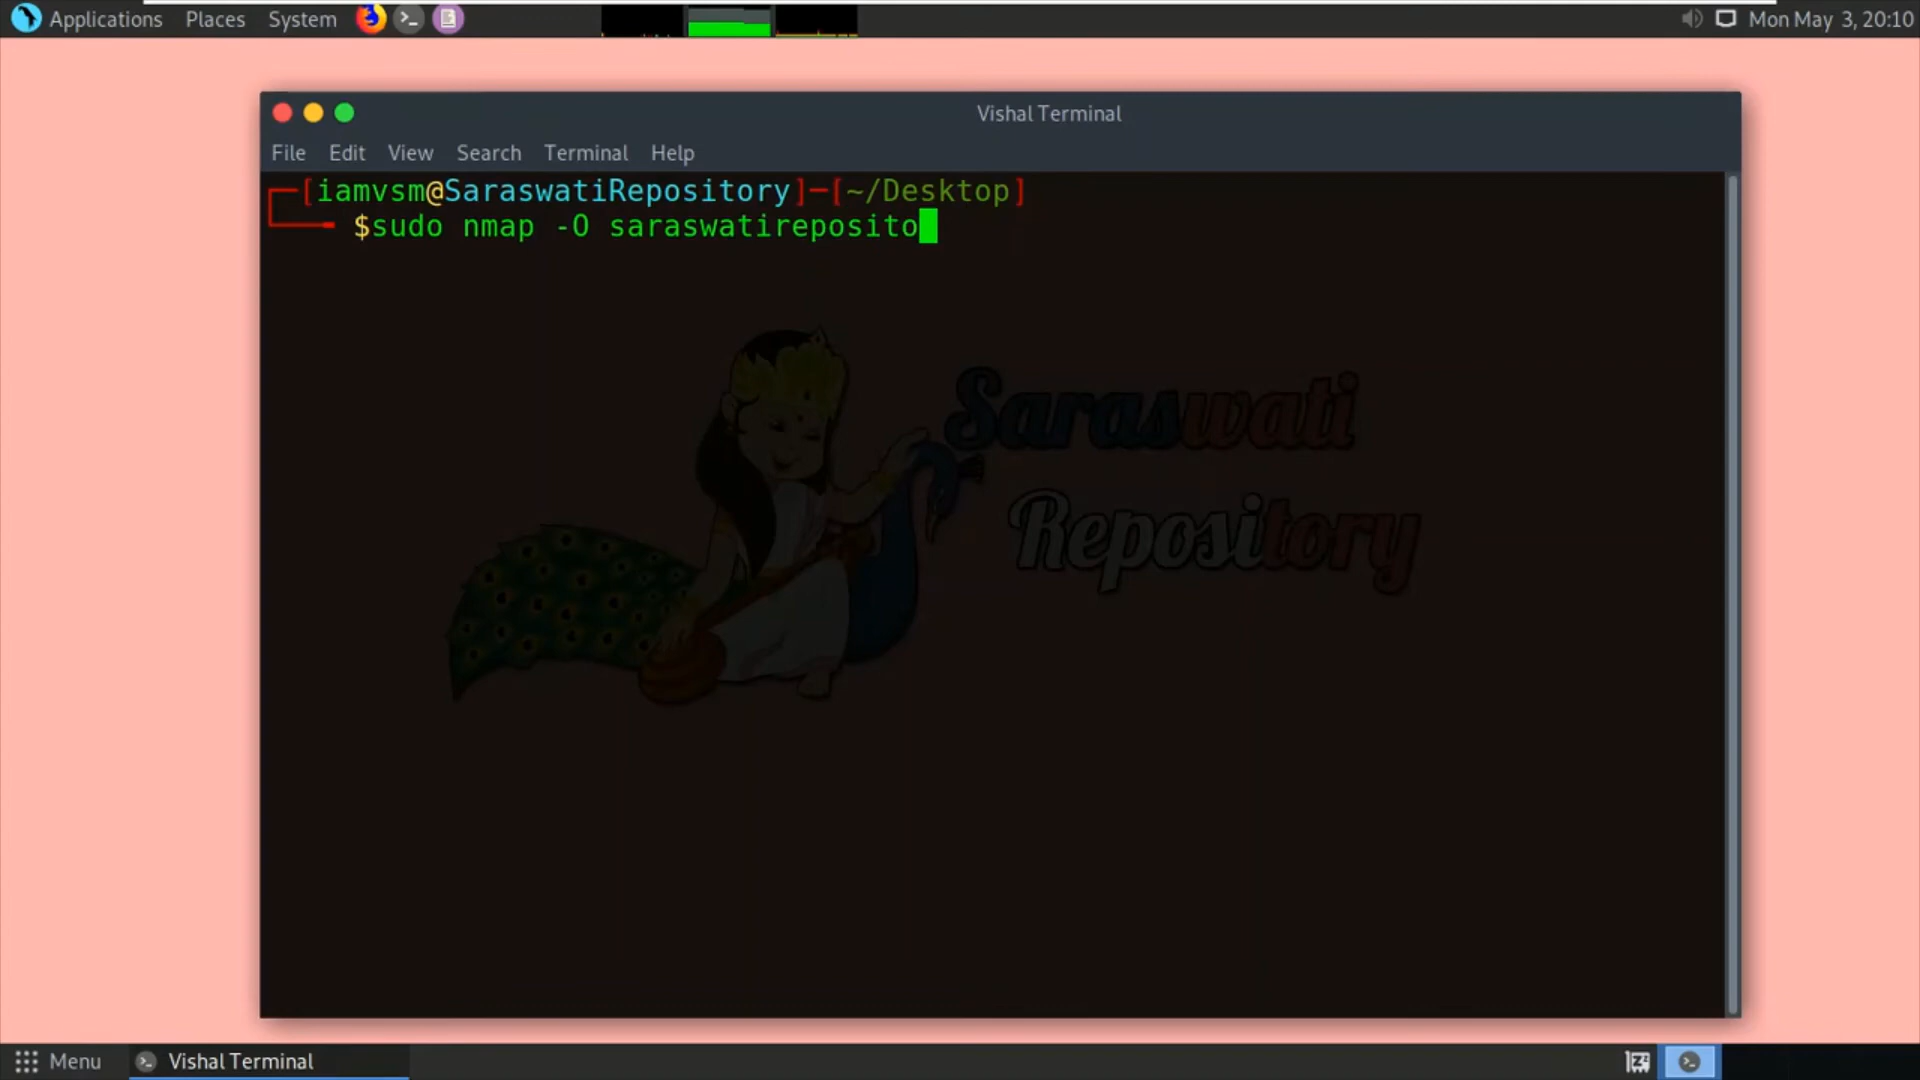 Applications Places System Mon May 3, 20:10
Vishal Terminal
File Edit View Search Terminal Help
[iamvsm@SaraswatiRepository]-[~/Desktop]
$sudo nmap -O saraswatireposito
Saraswati
Repository
Menu Vishal Terminal